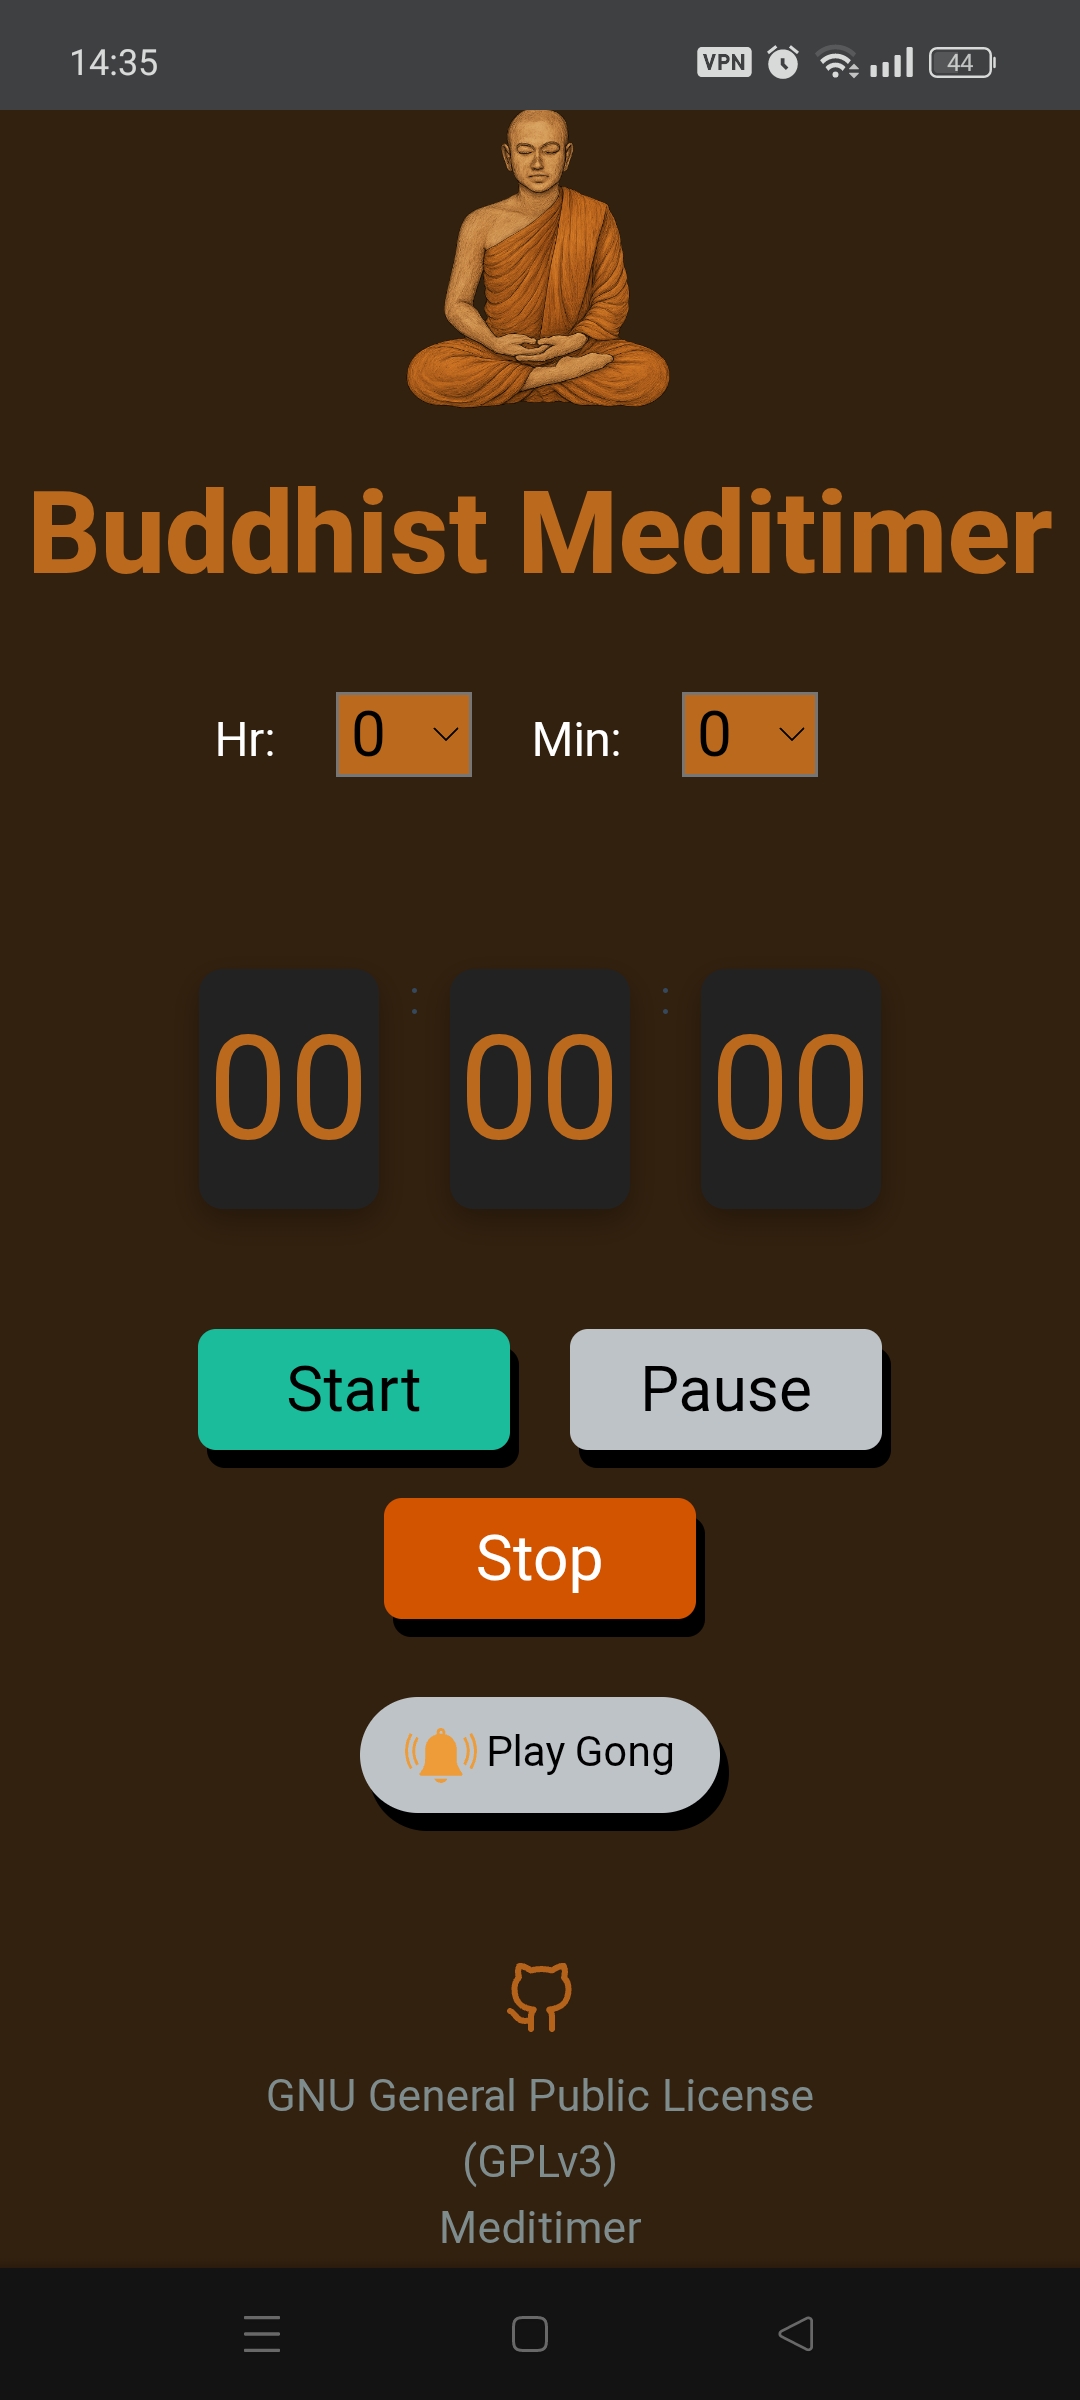 14:35 VPN 44
Buddhist Meditimer
Hr: 0 Min: 0
00 : 00 : 00
Start Pause
Stop
Play Gong
GNU General Public License
(GPLv3)
Meditimer